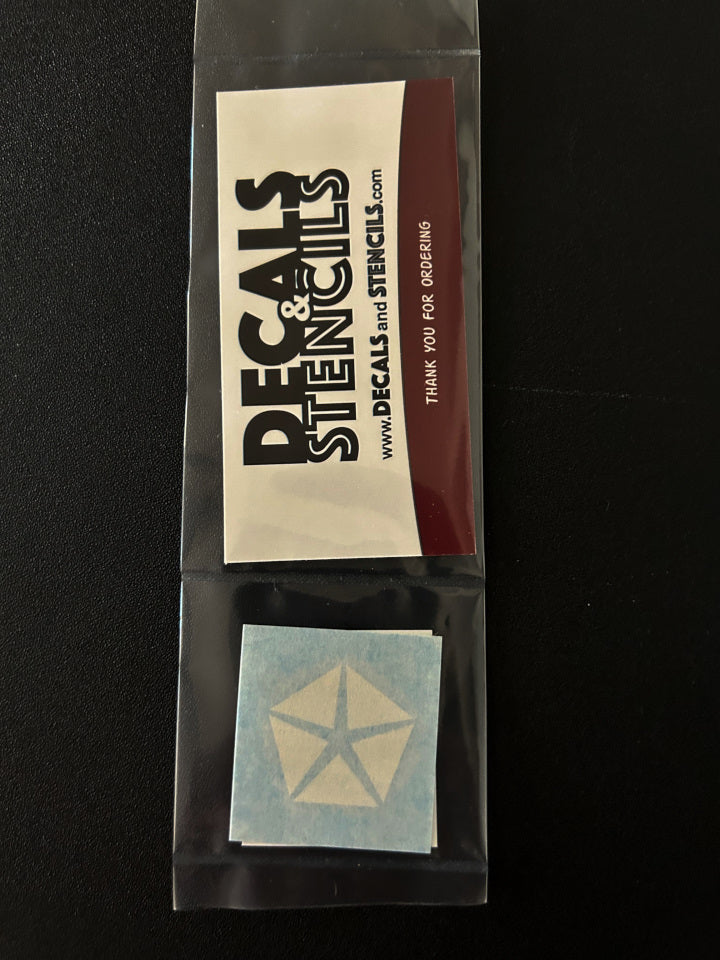 DECALS
&
STENCILS
www.DECALS and STENCILS.com
THANK YOU FOR ORDERING